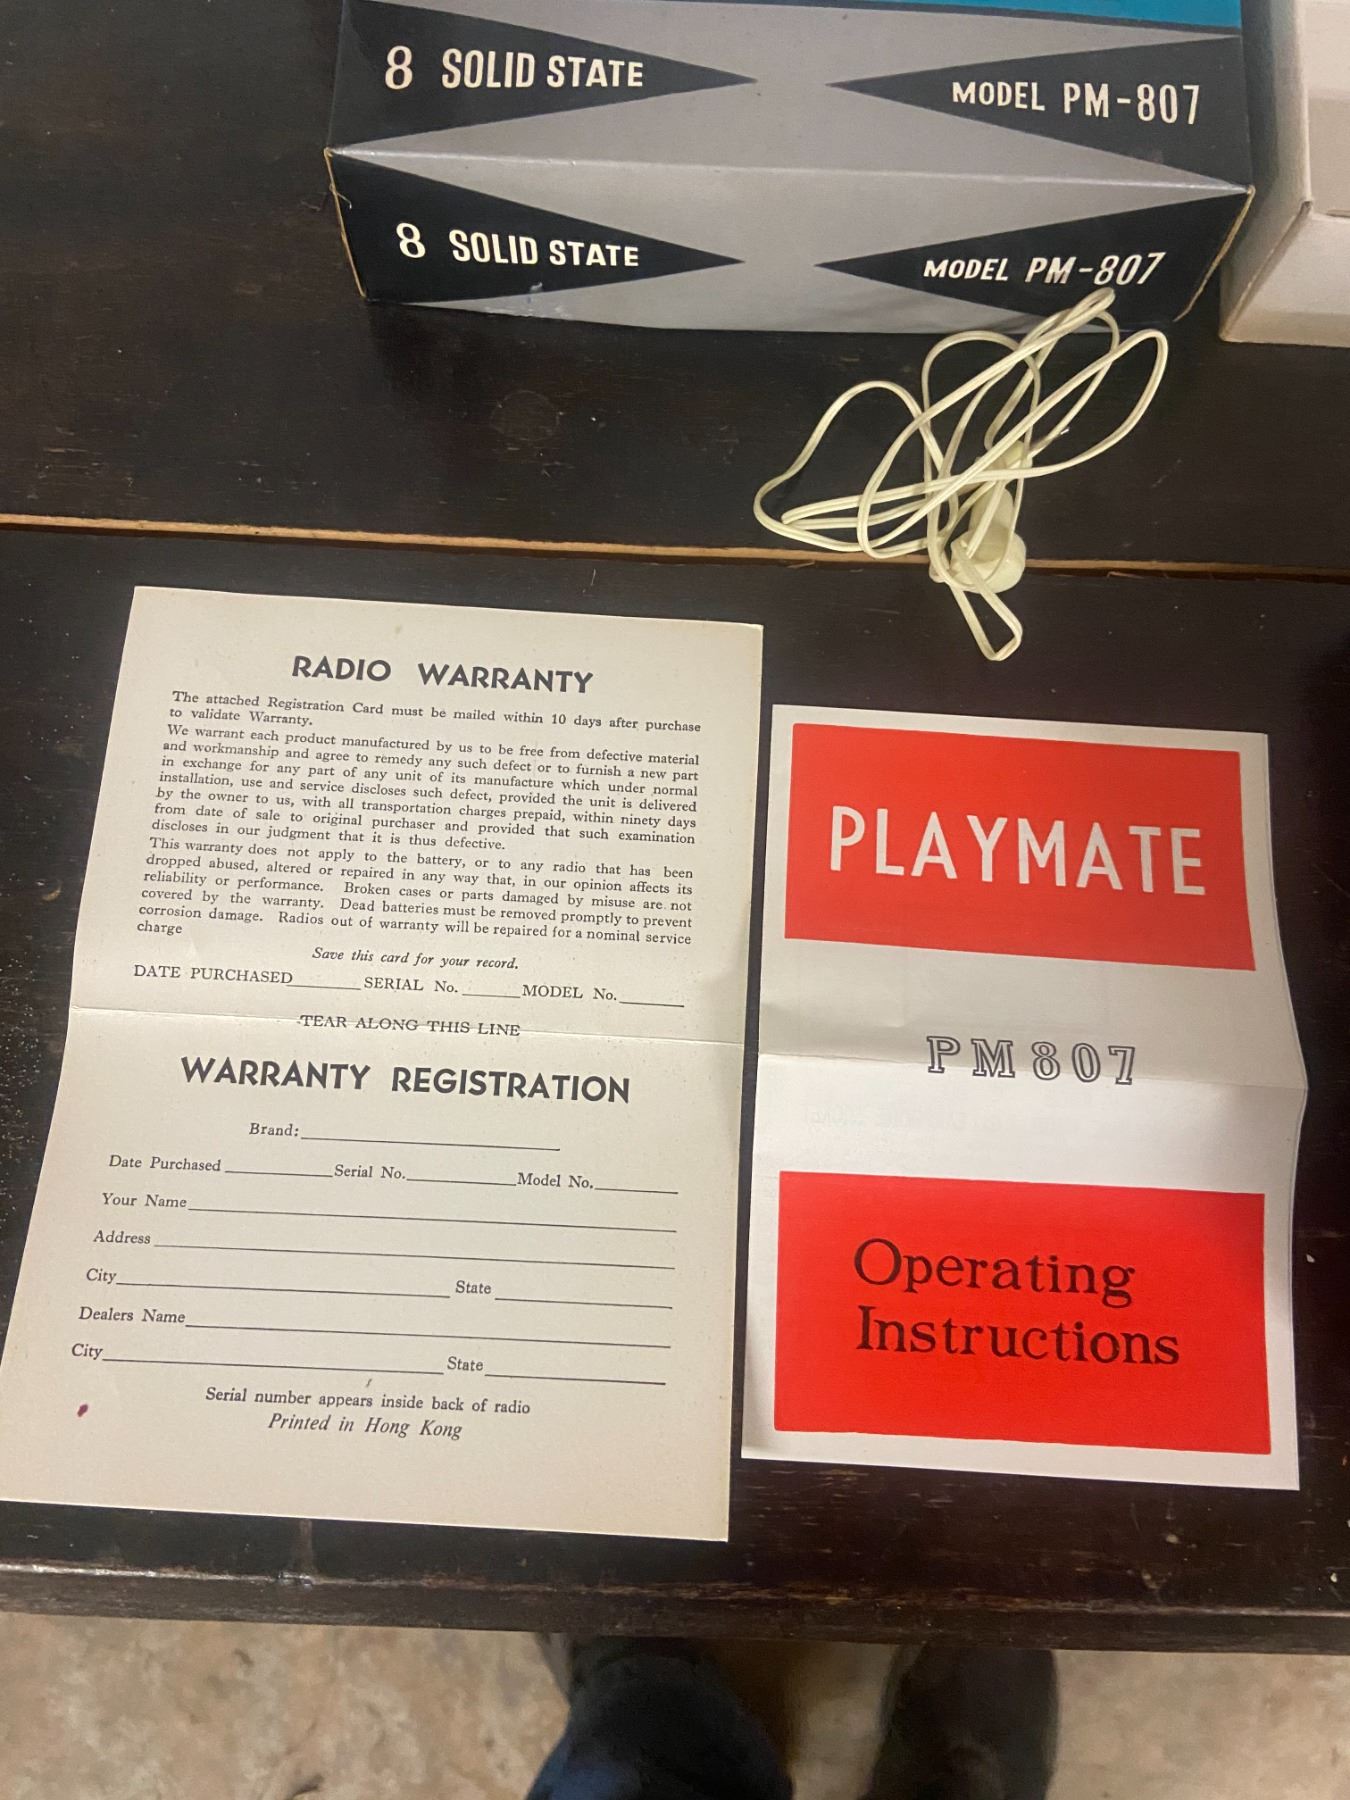 8 SOLID STATE
MODEL PM-807
8 SOLID STATE
MODEL PM-807
RADIO WARRANTY
The attached Registration Card must be mailed within 10 days after purchase
to validate Warranty.
We warrant each product manufactured by us to be free from defective material
and workmanship and agree to remedy any such defect or to furnish a new part
in exchange for any part of any unit of its manufacture which under normal
installation, use and service discloses such defect, provided the unit is delivered
by the owner to us, with all transportation charges prepaid, within ninety days
from date of sale to original purchaser and provided that such examination
discloses in our judgment that it is thus defective.
This warranty does not apply to the battery, or to any radio that has been
dropped abused, altered or repaired in any way that, in our opinion affects its
reliability or performance. Broken cases or parts damaged by misuse are not
covered by the warranty. Dead batteries must be removed promptly to prevent
corrosion damage. Radios out of warranty will be repaired for a nominal service
charge
Save this card for your record.
DATE PURCHASED SERIAL No. MODEL No.
TEAR ALONG THIS LINE
WARRANTY REGISTRATION
Brand:
Date Purchased Serial No. Model No.
Your Name
Address
City State
Dealers Name
City State
Serial number appears inside back of radio
Printed in Hong Kong
PLAYMATE
PM807
Operating
Instructions